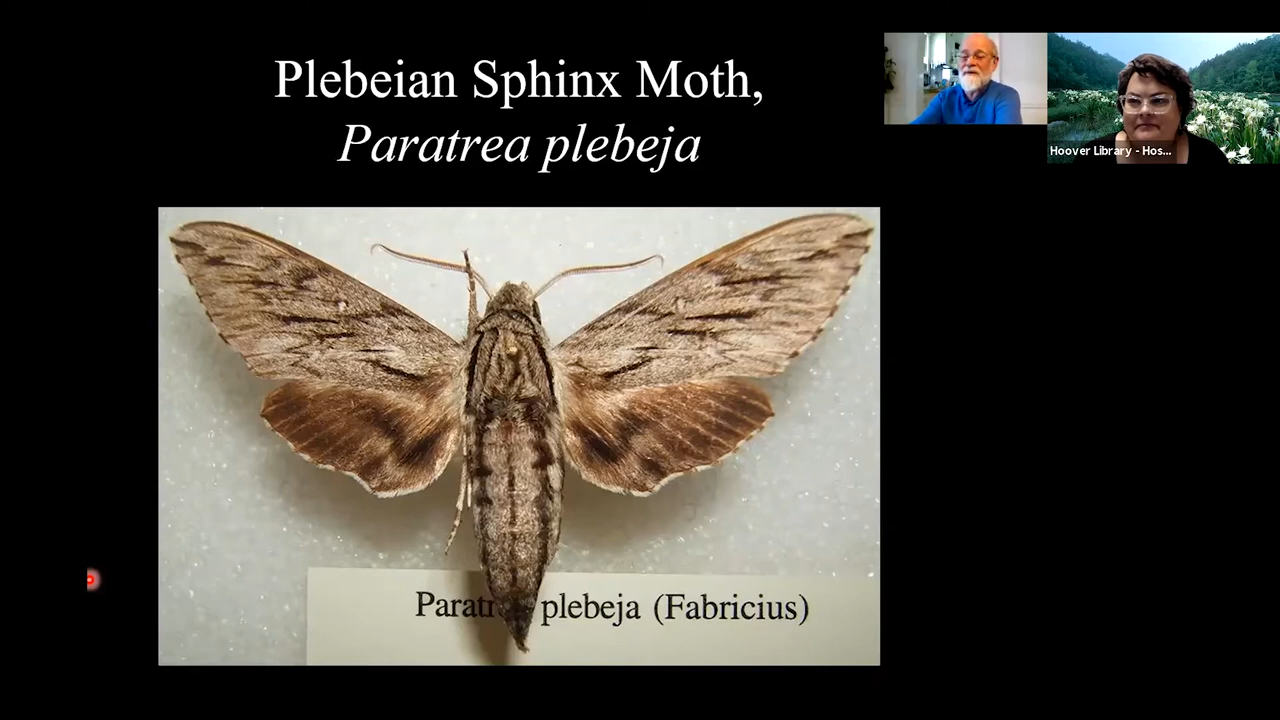 Plebeian Sphinx Moth,
Paratrea plebeja
Hoover Library - Hos...
plebeja (Fabricius)